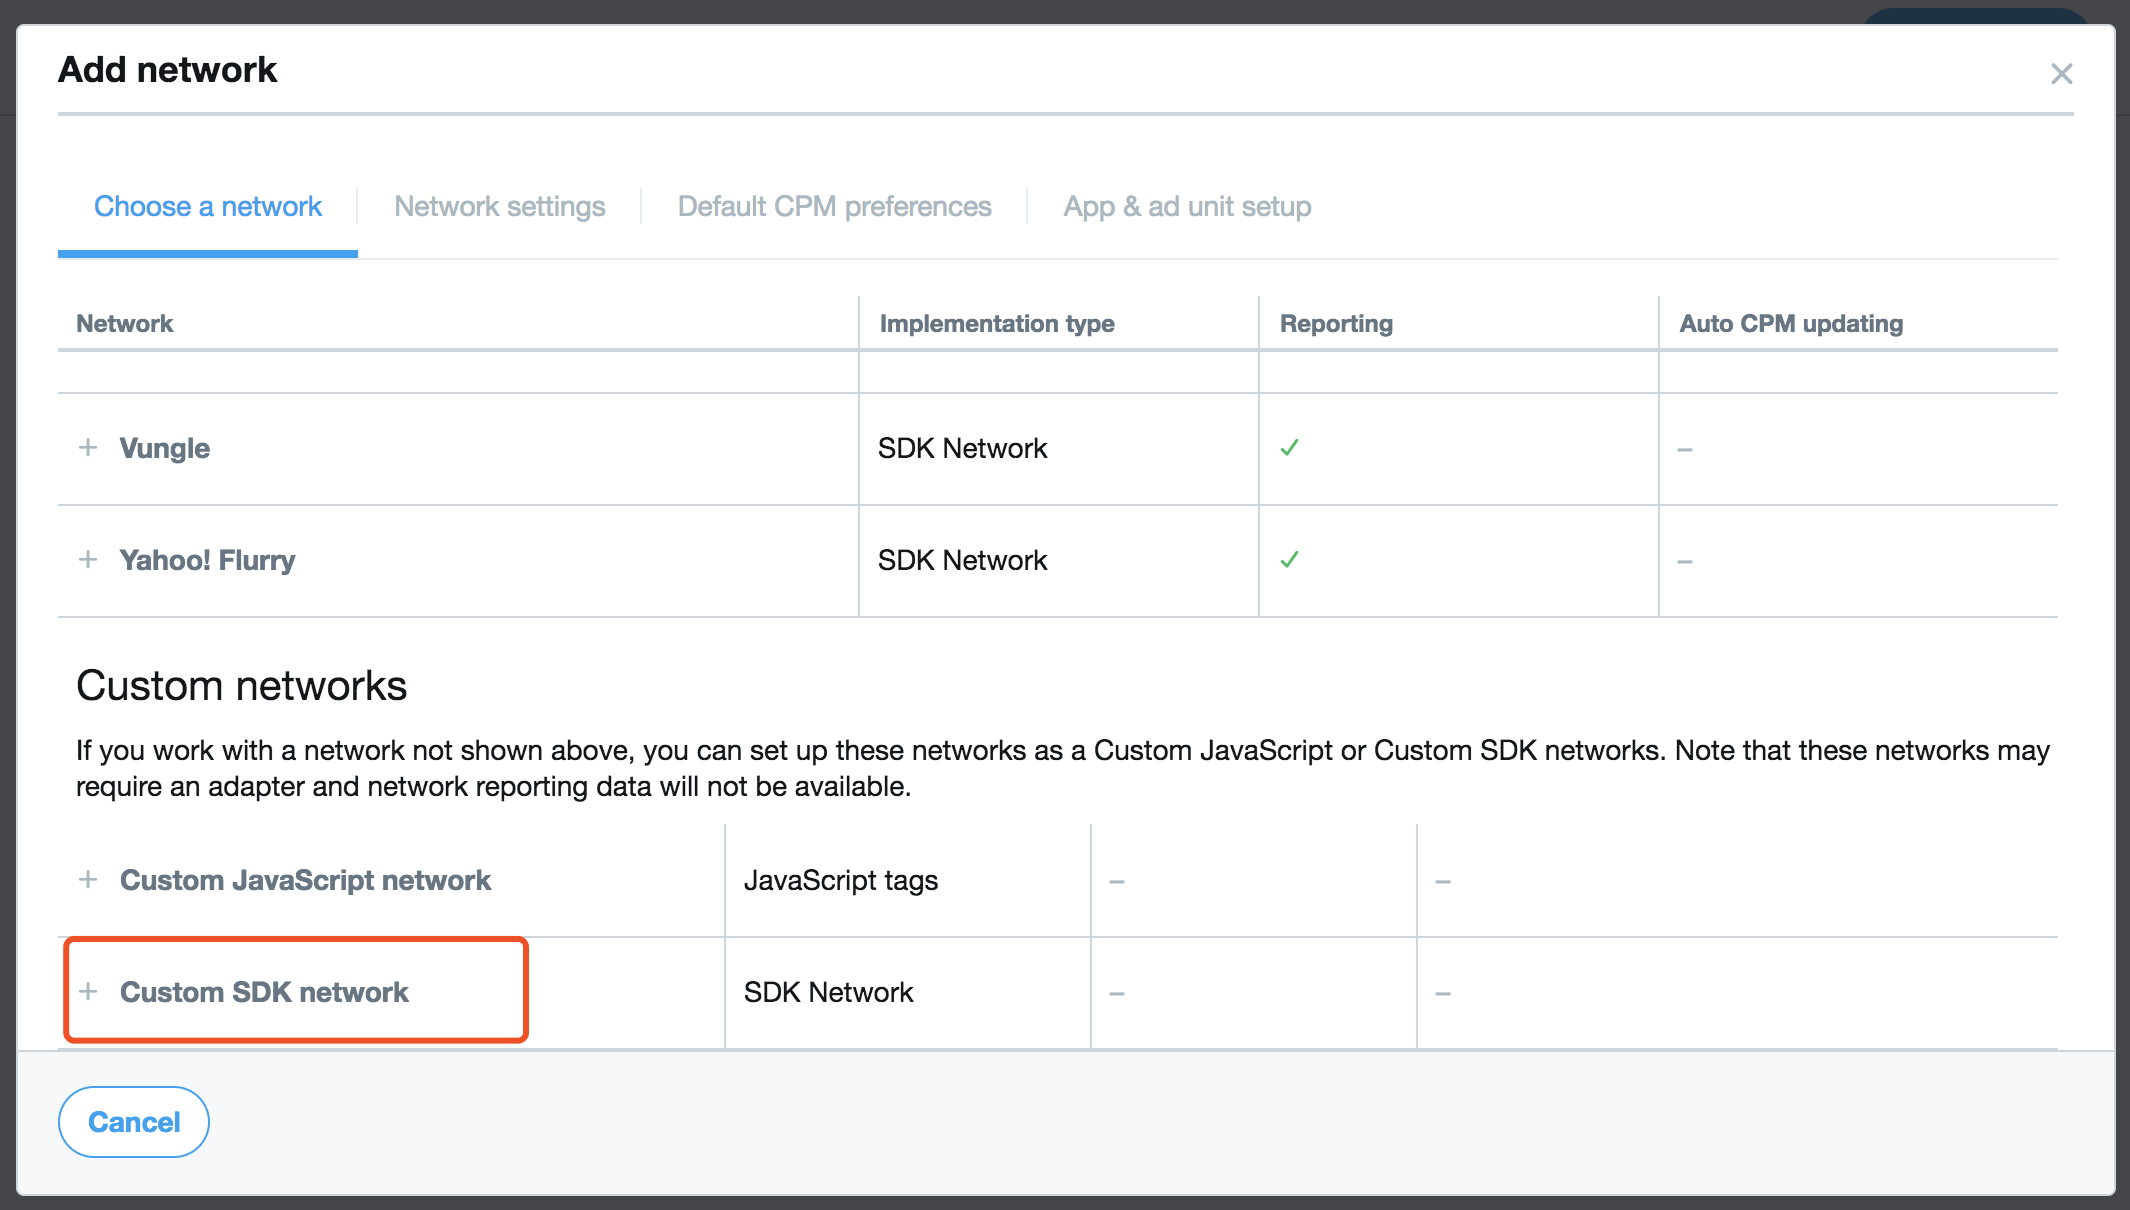 Add network
Choose a network
Network settings
Default CPM preferences
App & ad unit setup
Network
Implementation type
Reporting
Auto CPM updating
+ Vungle
SDK Network
✓
–
+ Yahoo! Flurry
SDK Network
✓
–
Custom networks
If you work with a network not shown above, you can set up these networks as a Custom JavaScript or Custom SDK networks. Note that these networks may
require an adapter and network reporting data will not be available.
+ Custom JavaScript network
JavaScript tags
–
–
+ Custom SDK network
SDK Network
–
–
Cancel